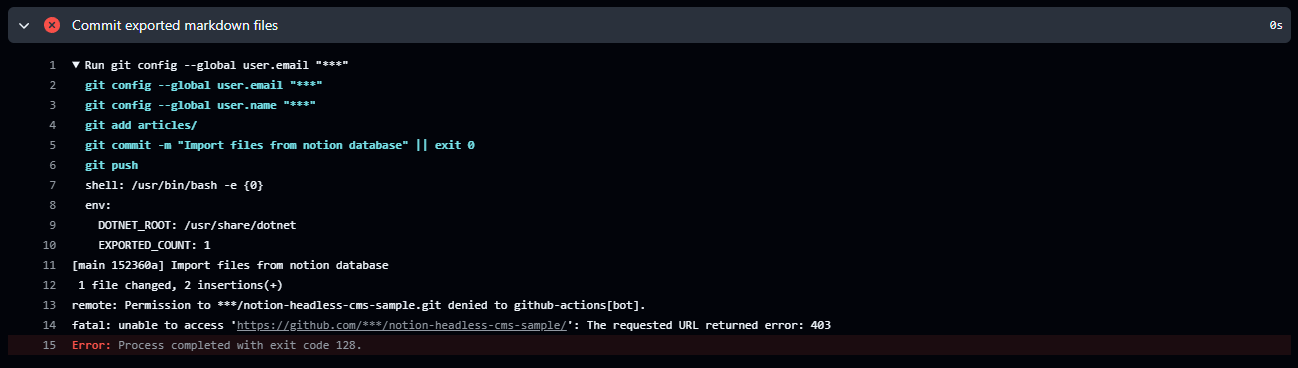 Commit exported markdown files 0s
1 Run git config --global user.email "***"
2 git config --global user.email "***"
3 git config --global user.name "***"
4 git add articles/
5 git commit -m "Import files from notion database" || exit 0
6 git push
7 shell: /usr/bin/bash -e {0}
8 env:
9 DOTNET_ROOT: /usr/share/dotnet
10 EXPORTED_COUNT: 1
11 [main 152360a] Import files from notion database
12 1 file changed, 2 insertions(+)
13 remote: Permission to ***/notion-headless-cms-sample.git denied to github-actions[bot].
14 fatal: unable to access 'https://github.com/***/notion-headless-cms-sample/': The requested URL returned error: 403
15 Error: Process completed with exit code 128.